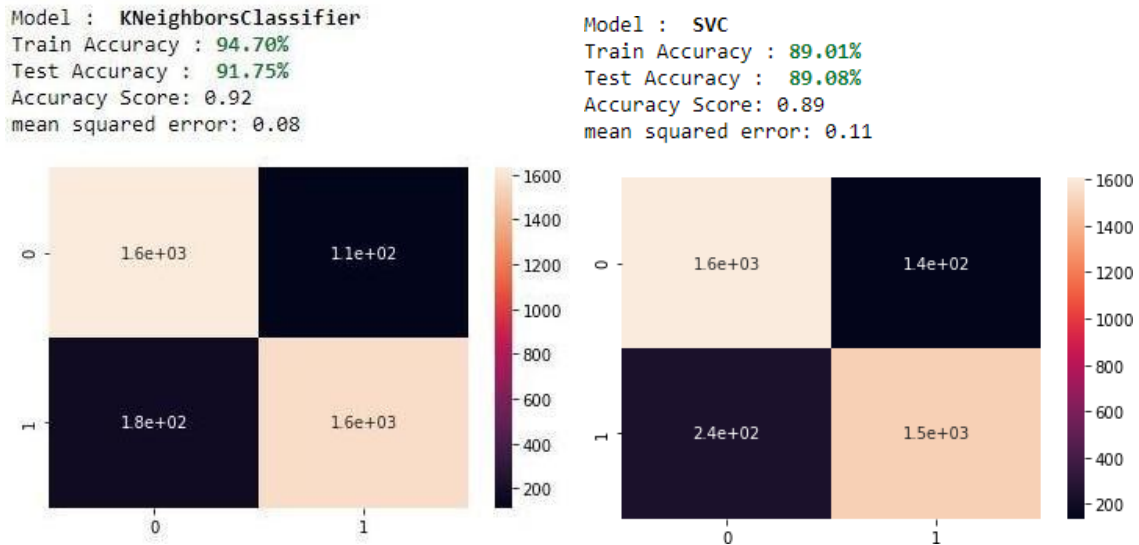 Model :  KNeighborsClassifier
Train Accuracy : 94.70%
Test Accuracy :  91.75%
Accuracy Score: 0.92
mean squared error: 0.08
1600
1400
1200
1000
800
600
400
200
0
1.6e+03
1.1e+02
1
1.8e+02
1.6e+03
0
1
Model :  SVC
Train Accuracy : 89.01%
Test Accuracy :  89.08%
Accuracy Score: 0.89
mean squared error: 0.11
1600
1400
1200
1000
800
600
400
200
0
1.6e+03
1.4e+02
1
2.4e+02
1.5e+03
0
1